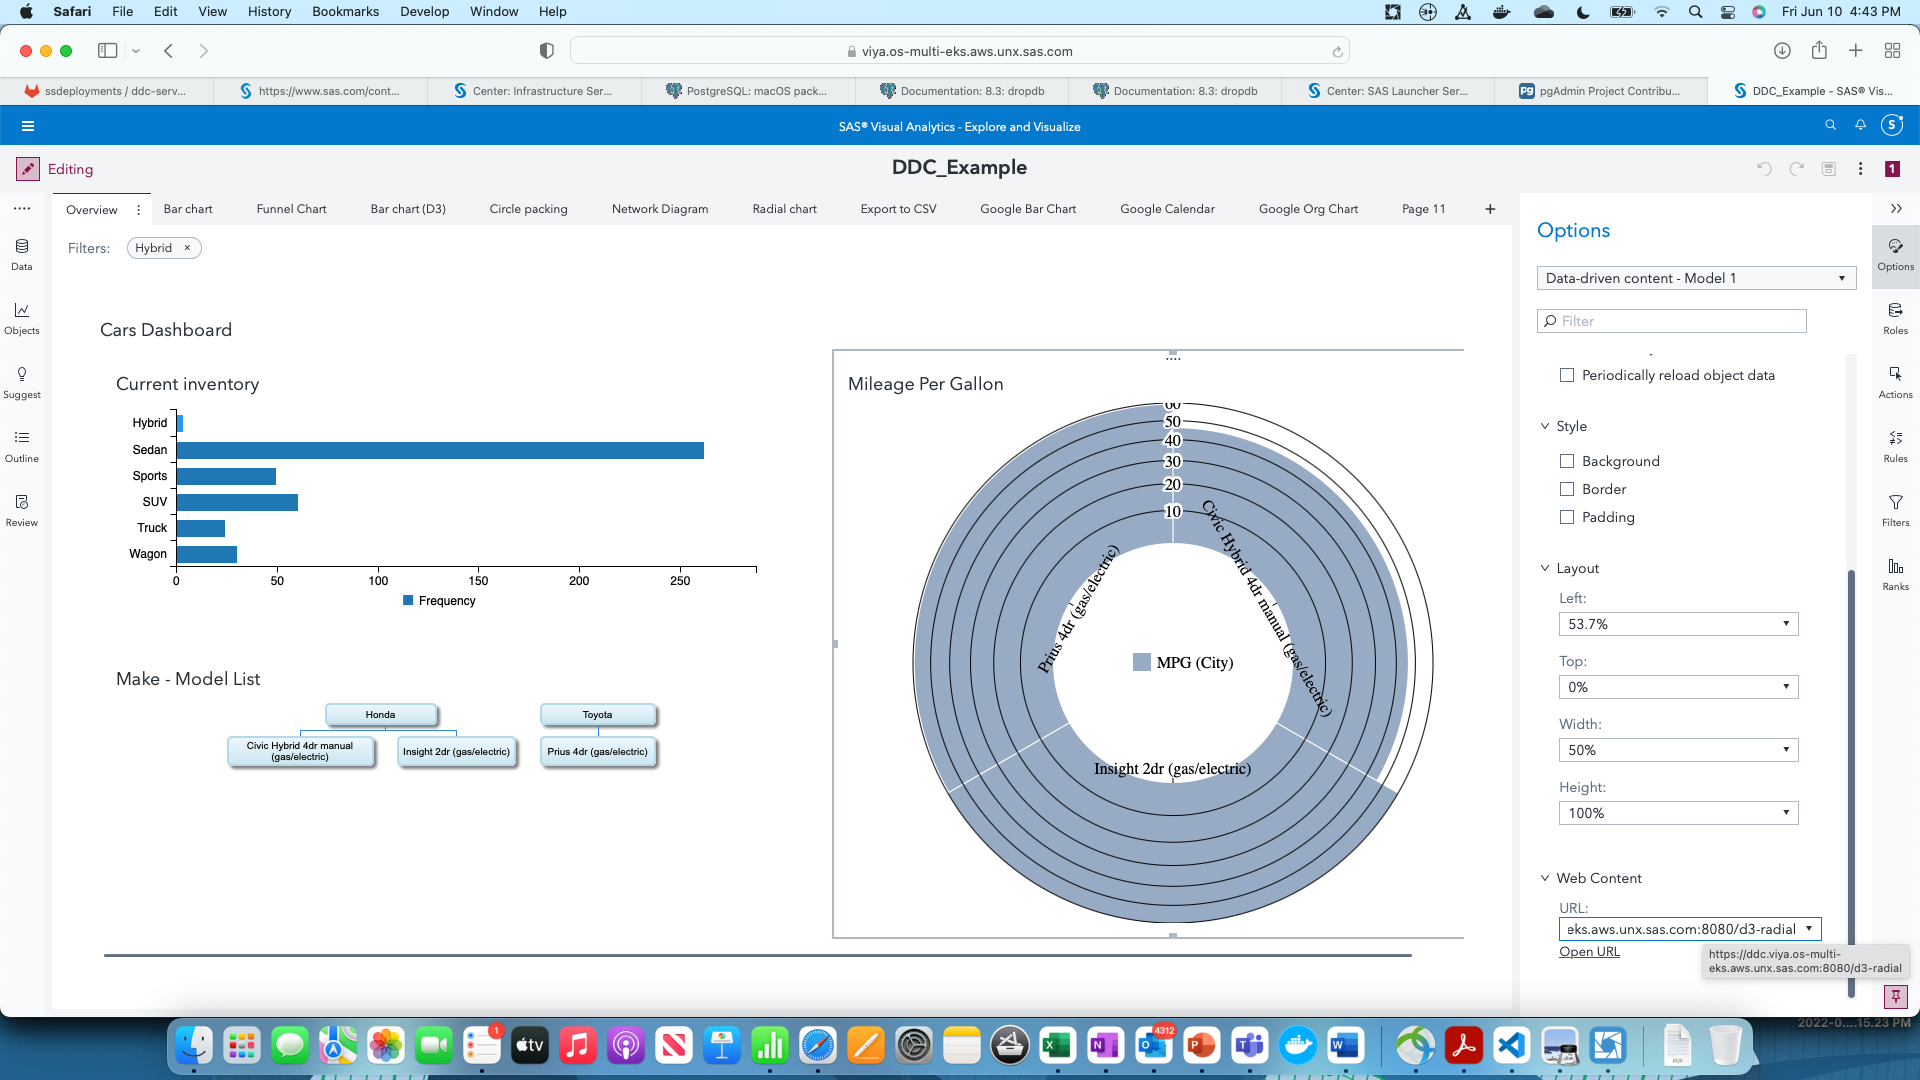 Safari File Edit View History Bookmarks Develop Window Help Fri Jun 10 4:43 PM
viya.os-multi-eks.aws.unx.sas.com
ssdeployments / ddc-serv... https://www.sas.com/cont... Center: Infrastructure Ser... PostgreSQL: macOS pack... Documentation: 8.3: dropdb Documentation: 8.3: dropdb Center: SAS Launcher Ser... Pg pgAdmin Project Contribu... DDC_Example - SAS® Vis...
SAS® Visual Analytics - Explore and Visualize S
Editing DDC_Example 1
Overview Bar chart Funnel Chart Bar chart (D3) Circle packing Network Diagram Radial chart Export to CSV Google Bar Chart Google Calendar Google Org Chart Page 11 +
Filters: Hybrid ×
Data
Objects
Suggest
Outline
Review
Cars Dashboard
Current inventory
Hybrid
Sedan
Sports
SUV
Truck
Wagon
0 50 100 150 200 250
Frequency
Make - Model List
Honda Toyota
Civic Hybrid 4dr manual (gas/electric) Insight 2dr (gas/electric) Prius 4dr (gas/electric)
Mileage Per Gallon
60
50
40
30
20
10
Civic Hybrid 4dr manual (gas/electric)
Prius 4dr (gas/electric)
MPG (City)
Insight 2dr (gas/electric)
Options
Data-driven content - Model 1
Filter
Periodically reload object data
Style
Background
Border
Padding
Layout
Left:
53.7%
Top:
0%
Width:
50%
Height:
100%
Web Content
URL:
eks.aws.unx.sas.com:8080/d3-radial
Open URL
https://ddc.viya.os-multi-
eks.aws.unx.sas.com:8080/d3-radial
Options
Roles
Actions
Rules
Filters
Ranks
2022-0....15.23 PM
1
tv
4312
PDF